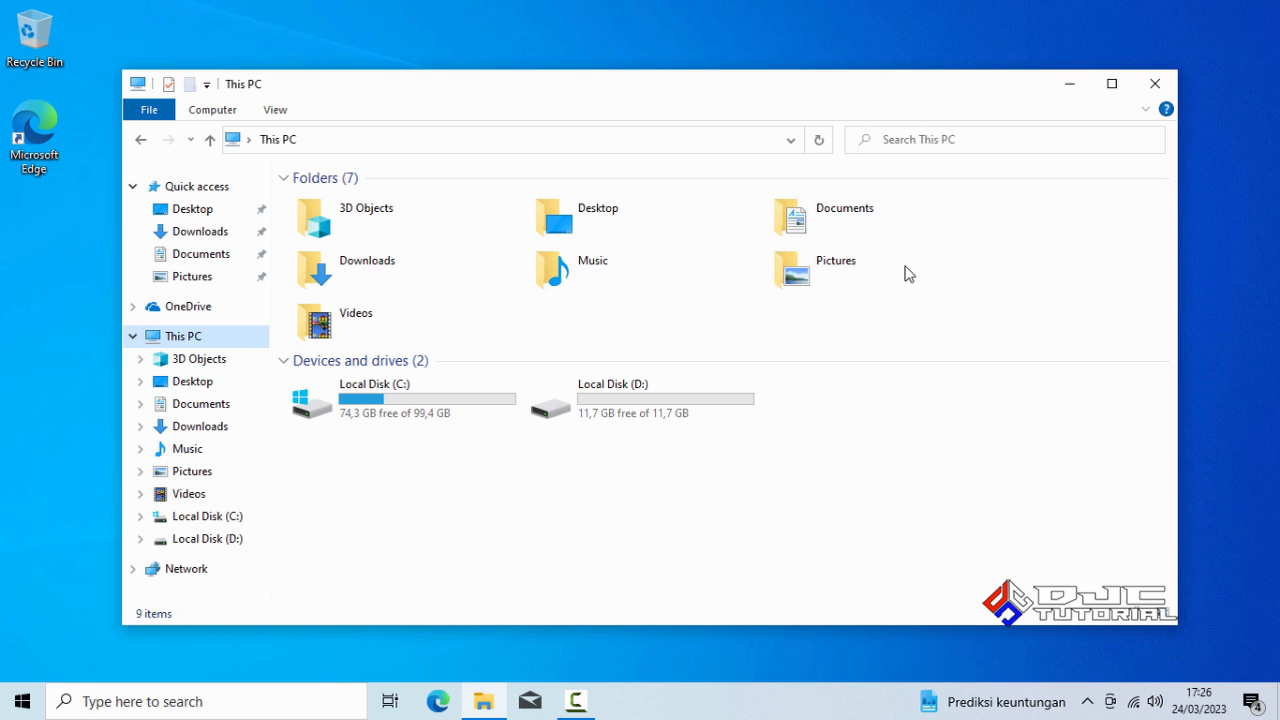 Recycle Bin
Microsoft
Edge
This PC
File Computer View
This PC
Search This PC
Quick access
Desktop
Downloads
Documents
Pictures
OneDrive
This PC
3D Objects
Desktop
Documents
Downloads
Music
Pictures
Videos
Local Disk (C:)
Local Disk (D:)
Network
Folders (7)
3D Objects
Desktop
Documents
Downloads
Music
Pictures
Videos
Devices and drives (2)
Local Disk (C:)
74,3 GB free of 99,4 GB
Local Disk (D:)
11,7 GB free of 11,7 GB
9 items
DJC
TUTORIAL
Type here to search
Prediksi keuntungan
17:26
24/03/2023
4